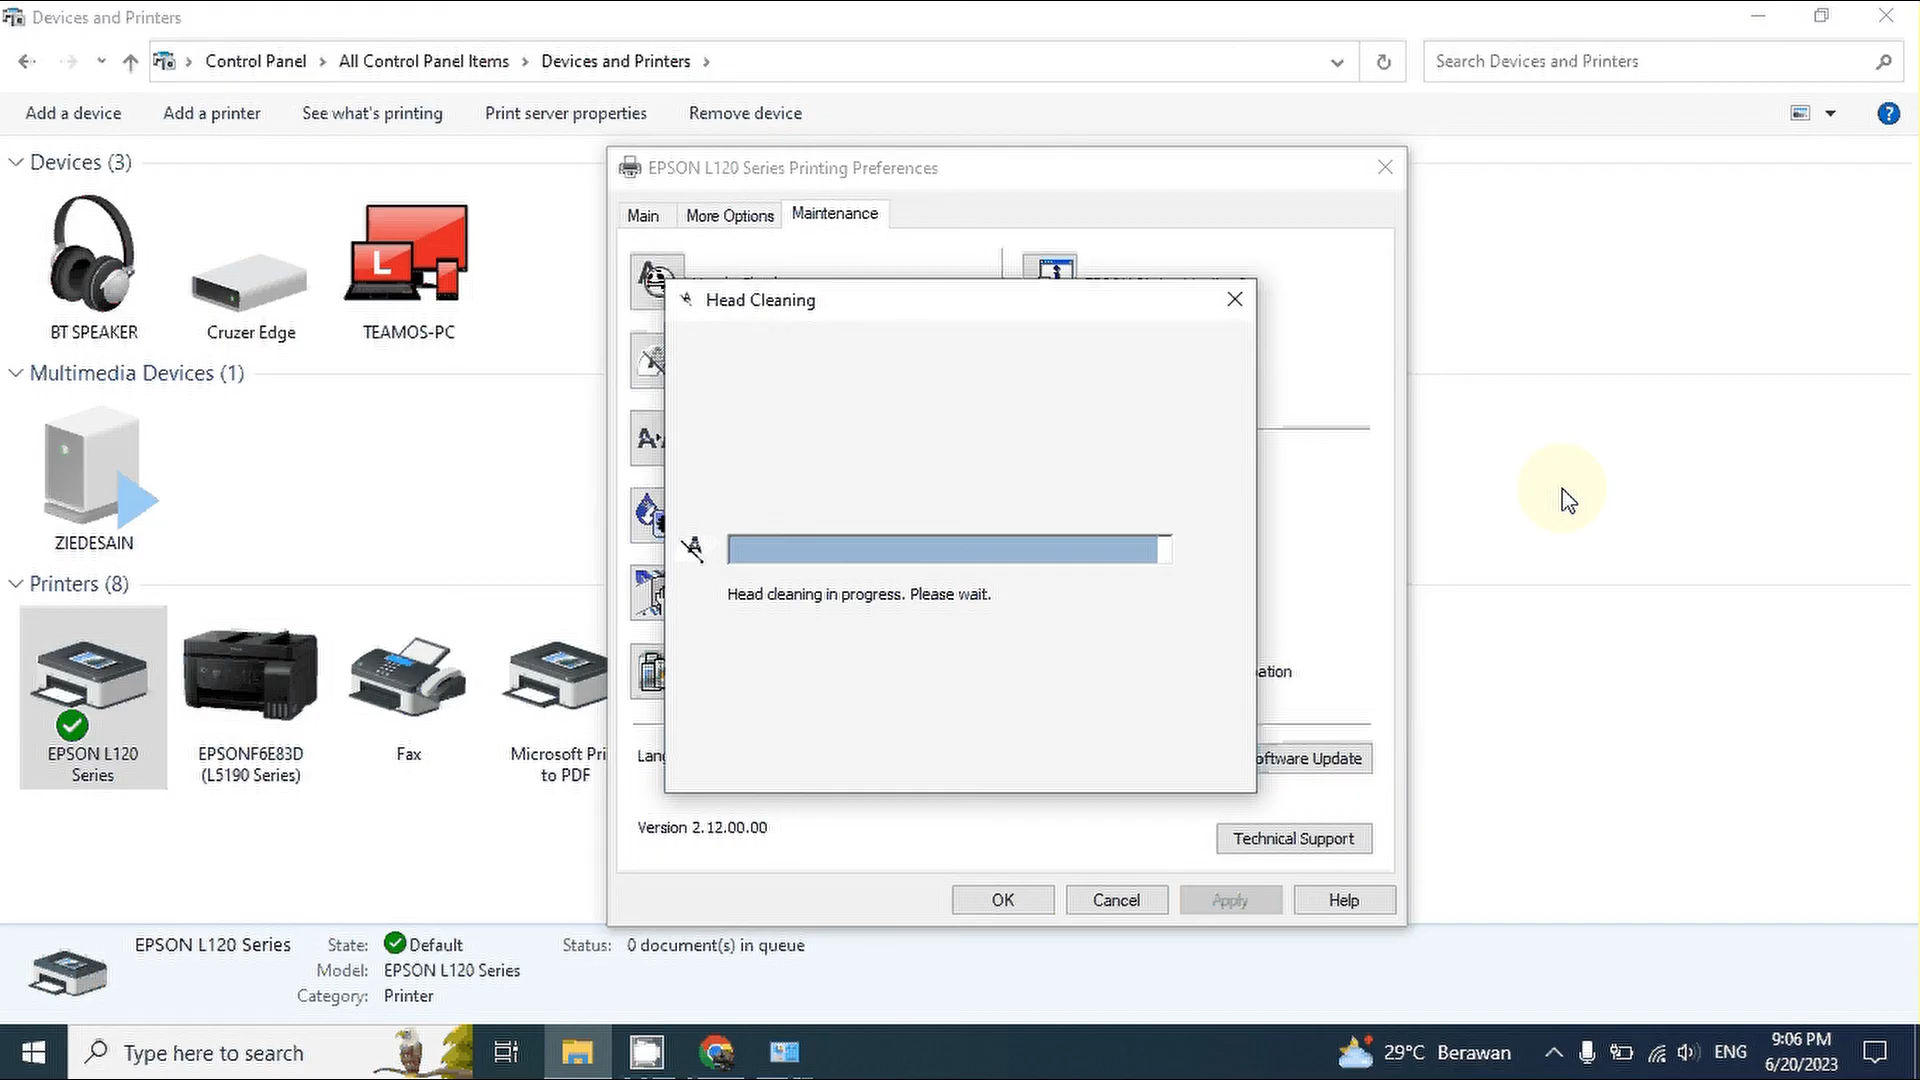 Devices and Printers
Control Panel
All Control Panel Items
Devices and Printers
Search Devices and Printers
Add a device
Add a printer
See what's printing
Print server properties
Remove device
Devices (3)
BT SPEAKER
Cruzer Edge
TEAMOS-PC
L
Multimedia Devices (1)
ZIEDESAIN
Printers (8)
EPSON L120
Series
EPSONF6E83D
(L5190 Series)
Fax
Microsoft Pri
to PDF
EPSON L120 Series Printing Preferences
Main
More Options
Maintenance
Head Cleaning
Head cleaning in progress. Please wait.
ation
Lang
oftware Update
Version 2.12.00.00
Technical Support
OK
Cancel
Apply
Help
EPSON L120 Series
State: Default
Status: 0 document(s) in queue
Model: EPSON L120 Series
Category: Printer
Type here to search
29°C Berawan
ENG
9:06 PM
6/20/2023